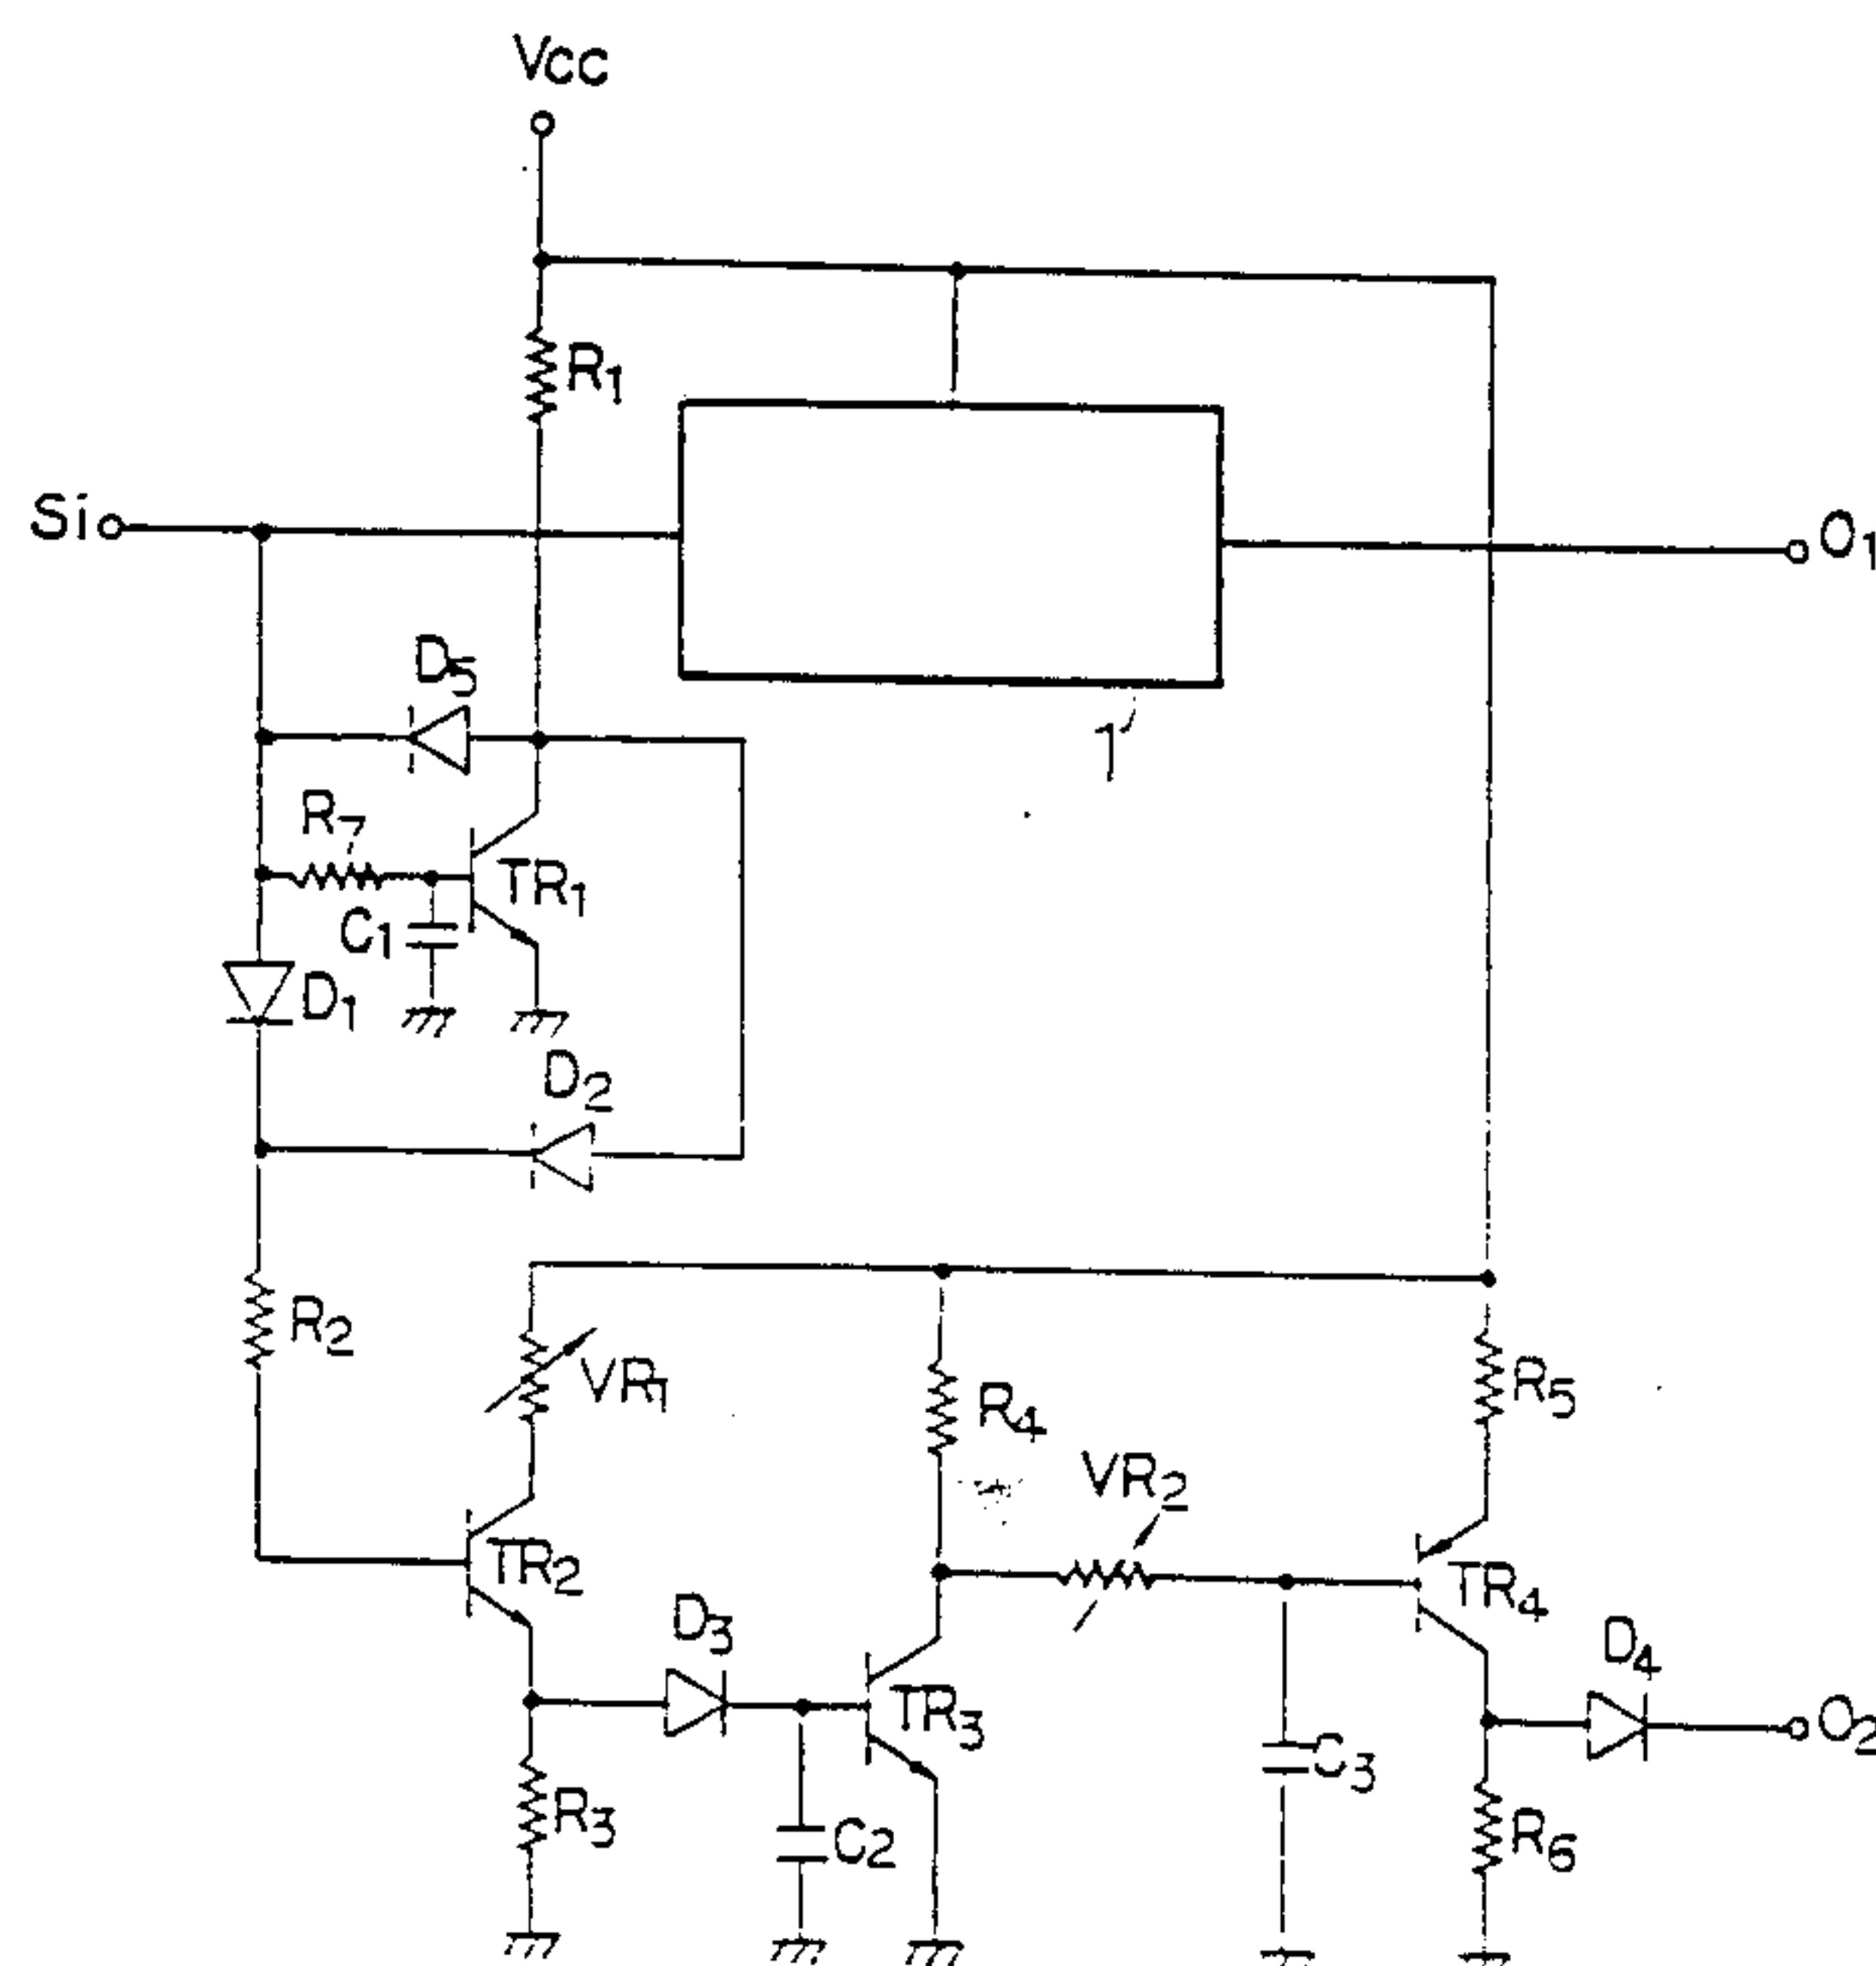 Vcc
R1
Si
O1
D5
1
R7
TR1
C1
D1
D2
R2
VR1
R4
R5
VR2
TR2
TR4
D3
D4
TR3
O2
R3
C3
C2
R6